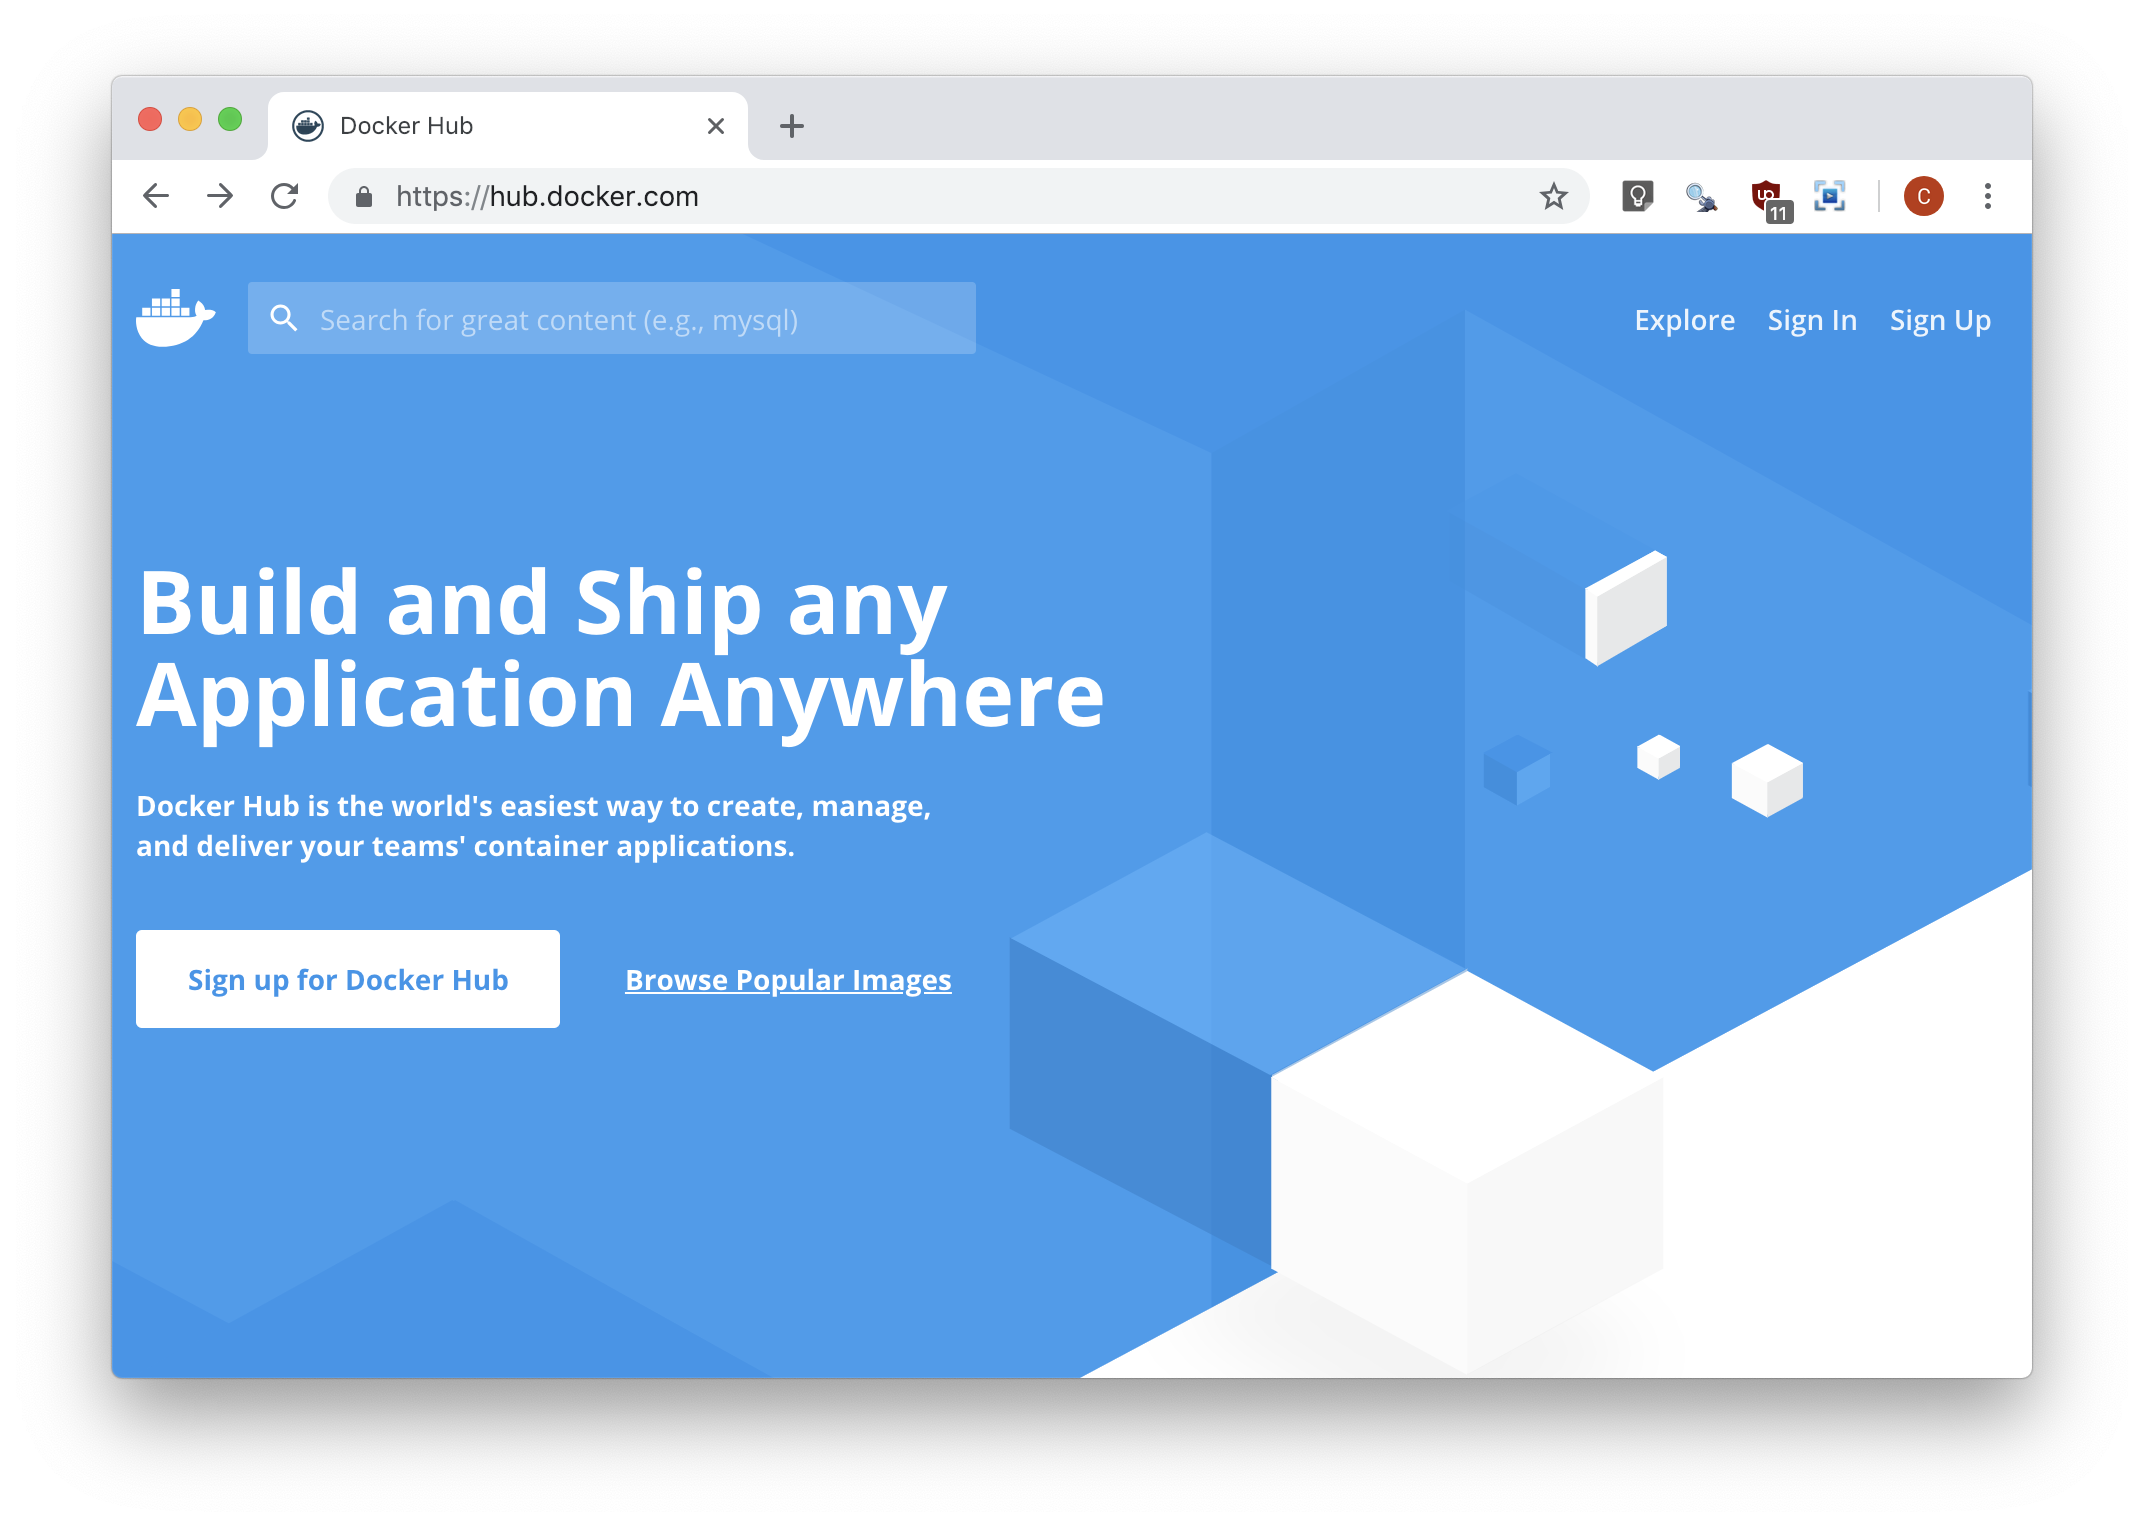 Docker Hub
https://hub.docker.com
11
C
Search for great content (e.g., mysql)
Explore Sign In Sign Up
Build and Ship any
Application Anywhere
Docker Hub is the world's easiest way to create, manage,
and deliver your teams' container applications.
Sign up for Docker Hub
Browse Popular Images